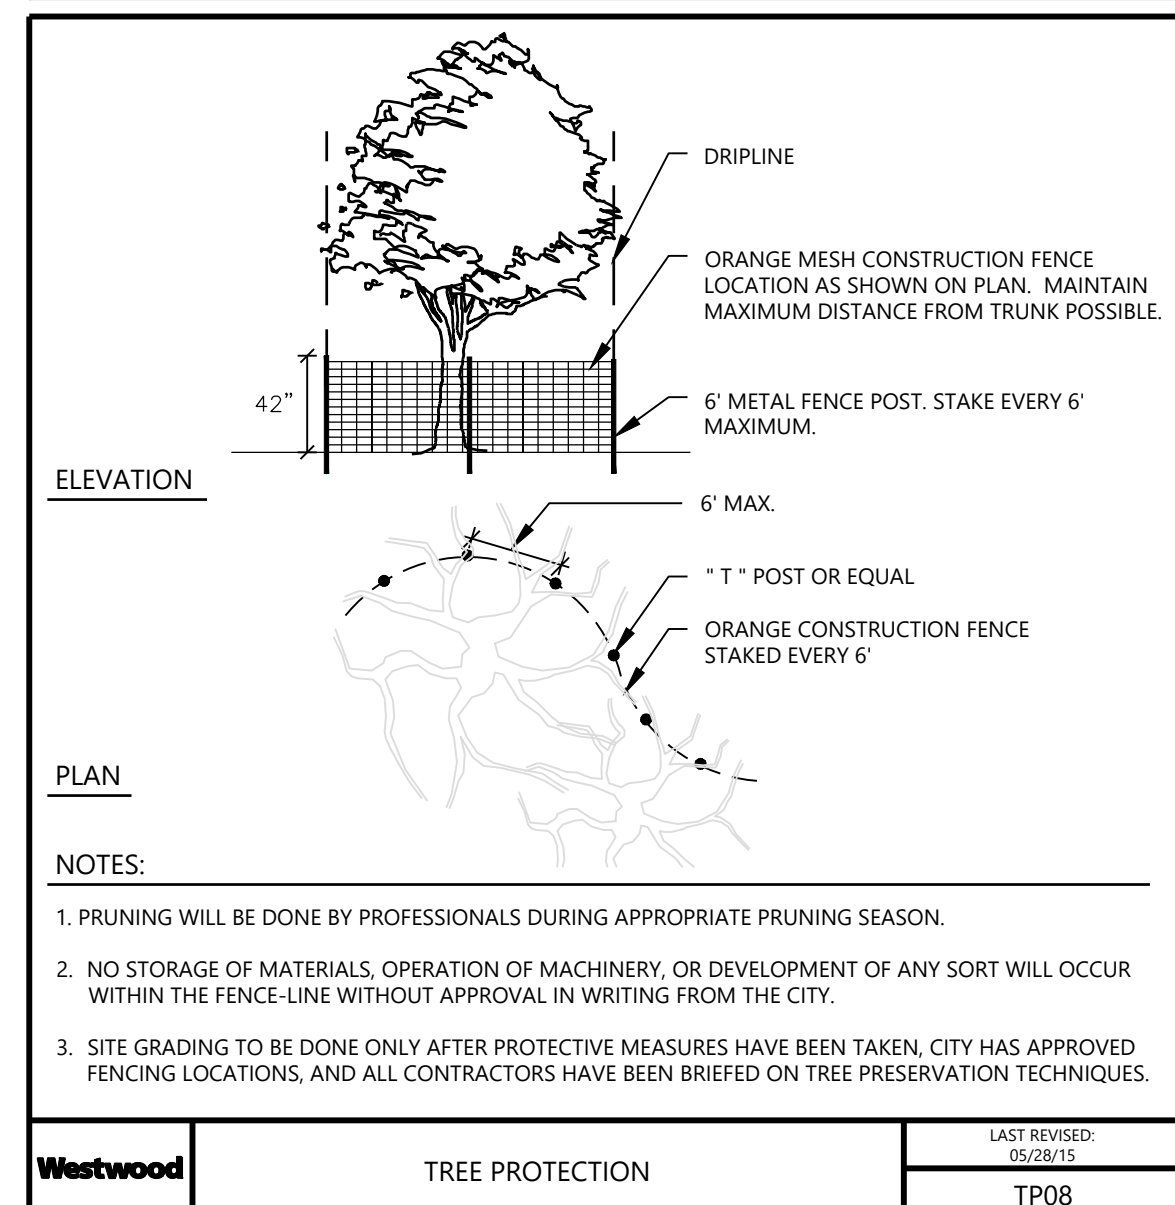 DRIPLINE
ORANGE MESH CONSTRUCTION FENCE
LOCATION AS SHOWN ON PLAN.  MAINTAIN
MAXIMUM DISTANCE FROM TRUNK POSSIBLE.
42"
6' METAL FENCE POST. STAKE EVERY 6'
MAXIMUM.
ELEVATION
6' MAX.
" T " POST OR EQUAL
ORANGE CONSTRUCTION FENCE
STAKED EVERY 6'
PLAN
NOTES:
1. PRUNING WILL BE DONE BY PROFESSIONALS DURING APPROPRIATE PRUNING SEASON.
2.  NO STORAGE OF MATERIALS, OPERATION OF MACHINERY, OR DEVELOPMENT OF ANY SORT WILL OCCUR
WITHIN THE FENCE-LINE WITHOUT APPROVAL IN WRITING FROM THE CITY.
3.  SITE GRADING TO BE DONE ONLY AFTER PROTECTIVE MEASURES HAVE BEEN TAKEN, CITY HAS APPROVED
FENCING LOCATIONS, AND ALL CONTRACTORS HAVE BEEN BRIEFED ON TREE PRESERVATION TECHNIQUES.
Westwood
TREE PROTECTION
LAST REVISED:
05/28/15
TP08